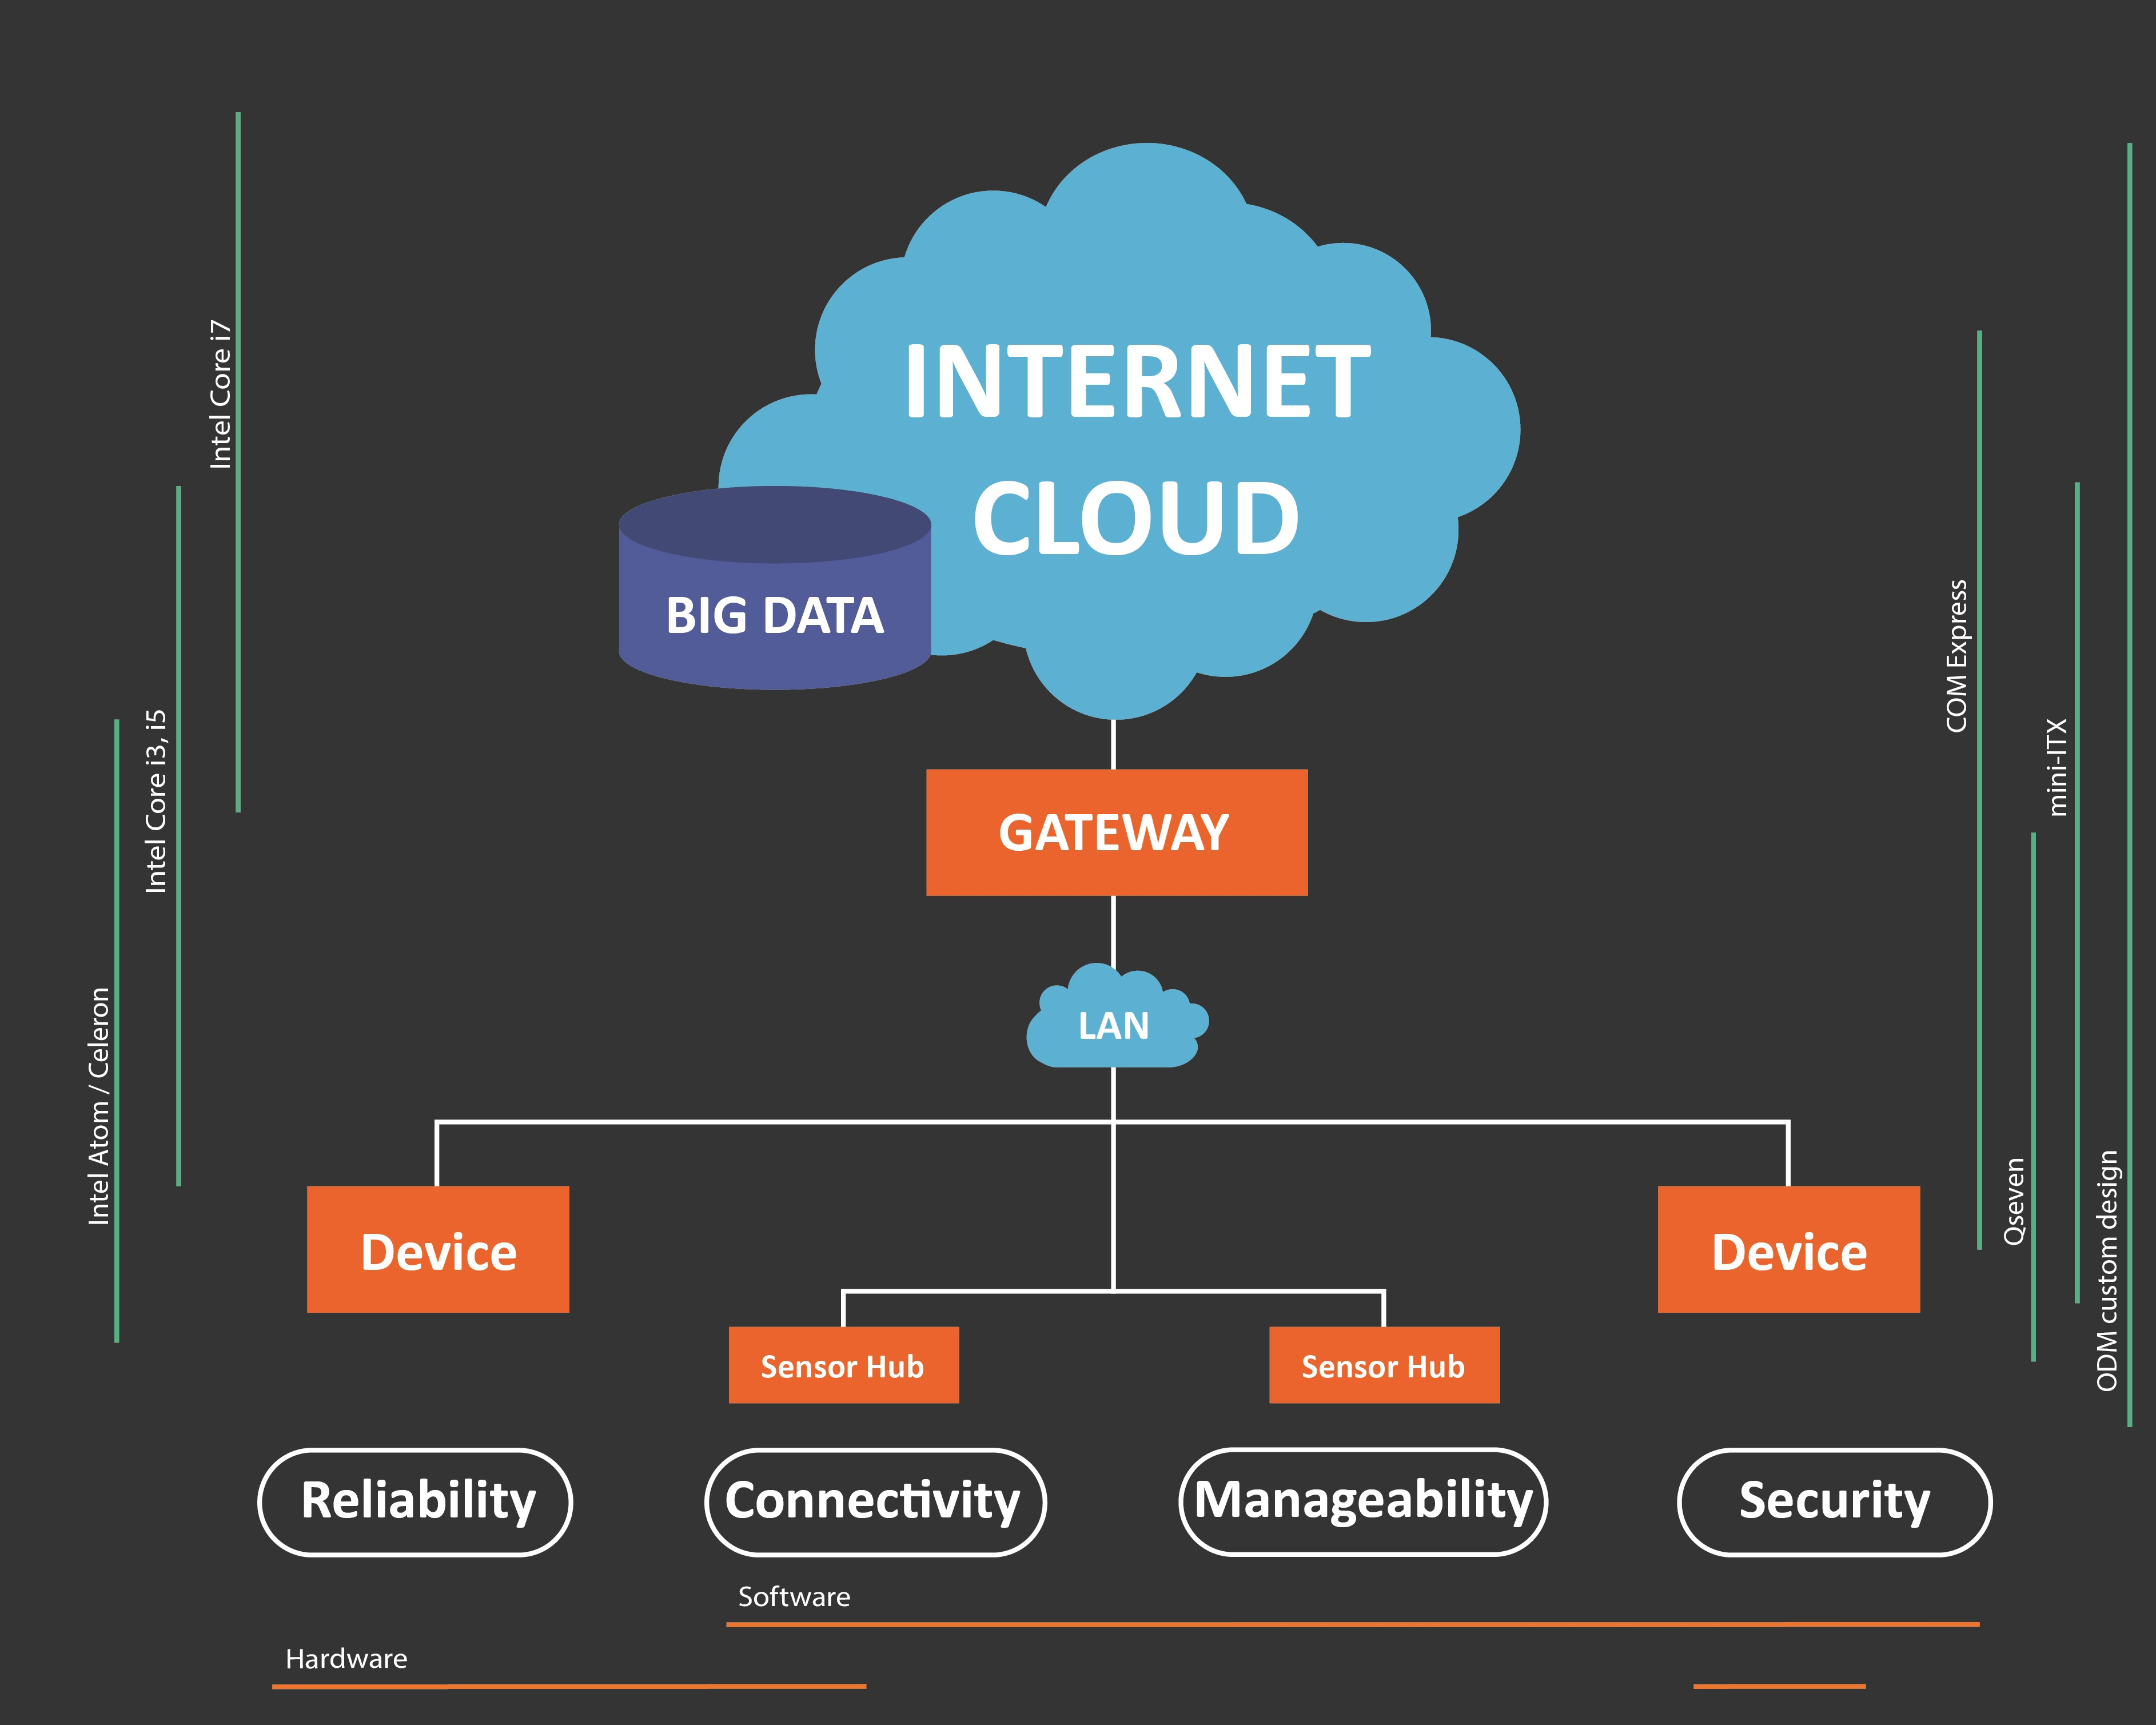 INTERNET
CLOUD
BIG DATA
GATEWAY
LAN
Device
Device
Sensor Hub
Sensor Hub
Reliability
Connectivity
Manageability
Security
Software
Hardware
Intel Core i7
Intel Core i3, i5
Intel Atom / Celeron
COM Express
mini-ITX
Qseven
ODM custom design